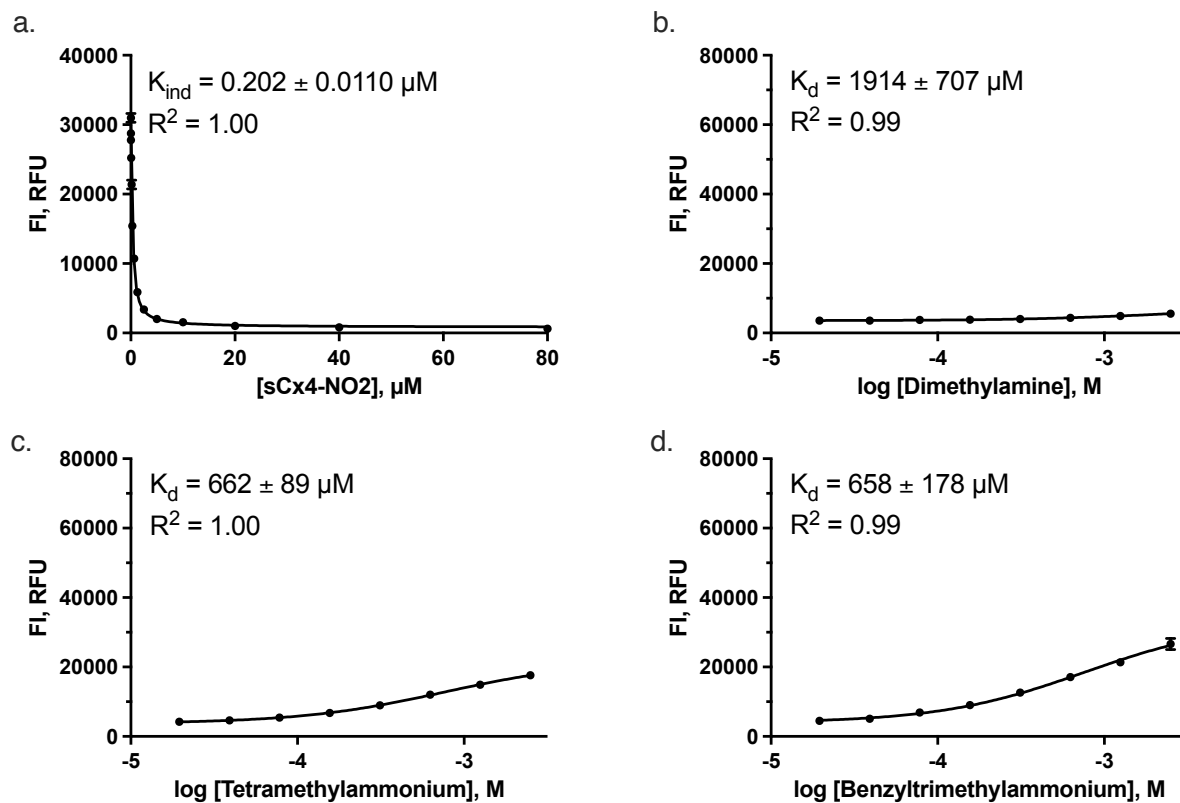 a.
40000
30000
20000
10000
0
FI, RFU
K_ind = 0.202 ± 0.0110 µM
R² = 1.00
0 20 40 60 80
[sCx4-NO2], µM
b.
80000
60000
40000
20000
0
FI, RFU
K_d = 1914 ± 707 µM
R² = 0.99
-5 -4 -3
log [Dimethylamine], M
c.
80000
60000
40000
20000
0
FI, RFU
K_d = 662 ± 89 µM
R² = 1.00
-5 -4 -3
log [Tetramethylammonium], M
d.
80000
60000
40000
20000
0
FI, RFU
K_d = 658 ± 178 µM
R² = 0.99
-5 -4 -3
log [Benzyltrimethylammonium], M